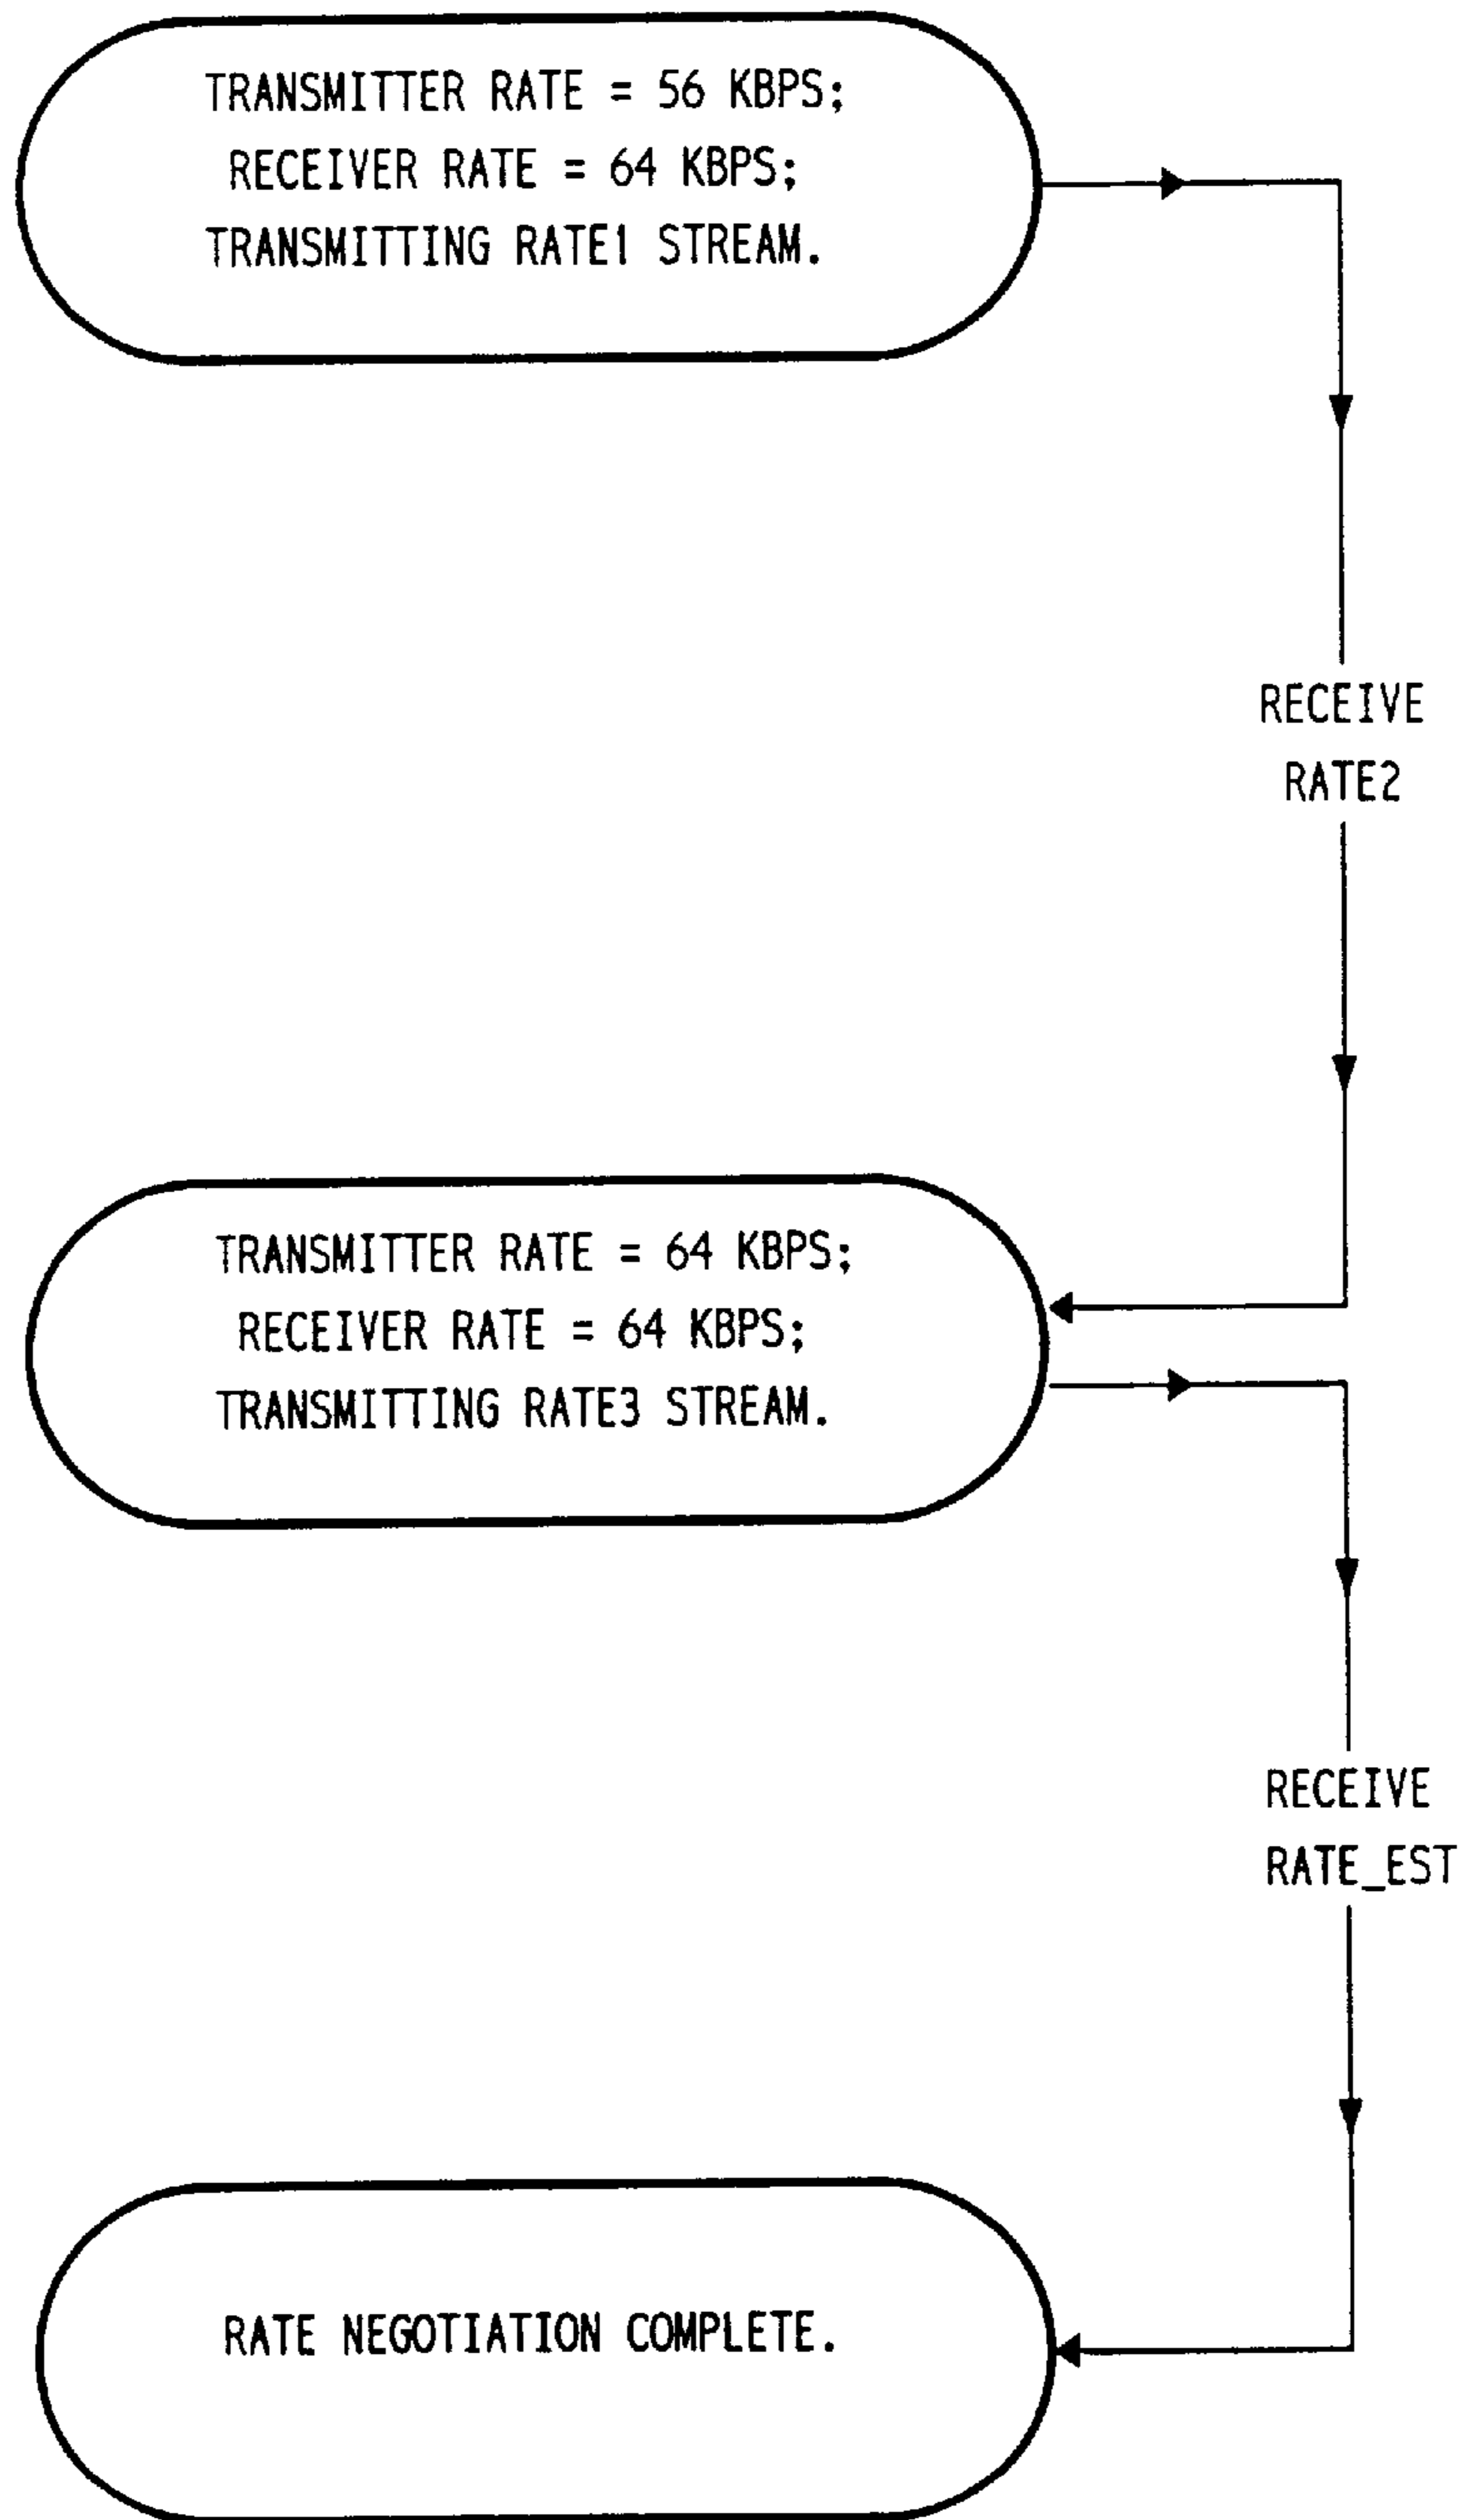 TRANSMITTER RATE = 56 KBPS;
RECEIVER RATE = 64 KBPS;
TRANSMITTING RATE1 STREAM.
RECEIVE
RATE2
TRANSMITTER RATE = 64 KBPS;
RECEIVER RATE = 64 KBPS;
TRANSMITTING RATE3 STREAM.
RECEIVE
RATE_EST
RATE NEGOTIATION COMPLETE.